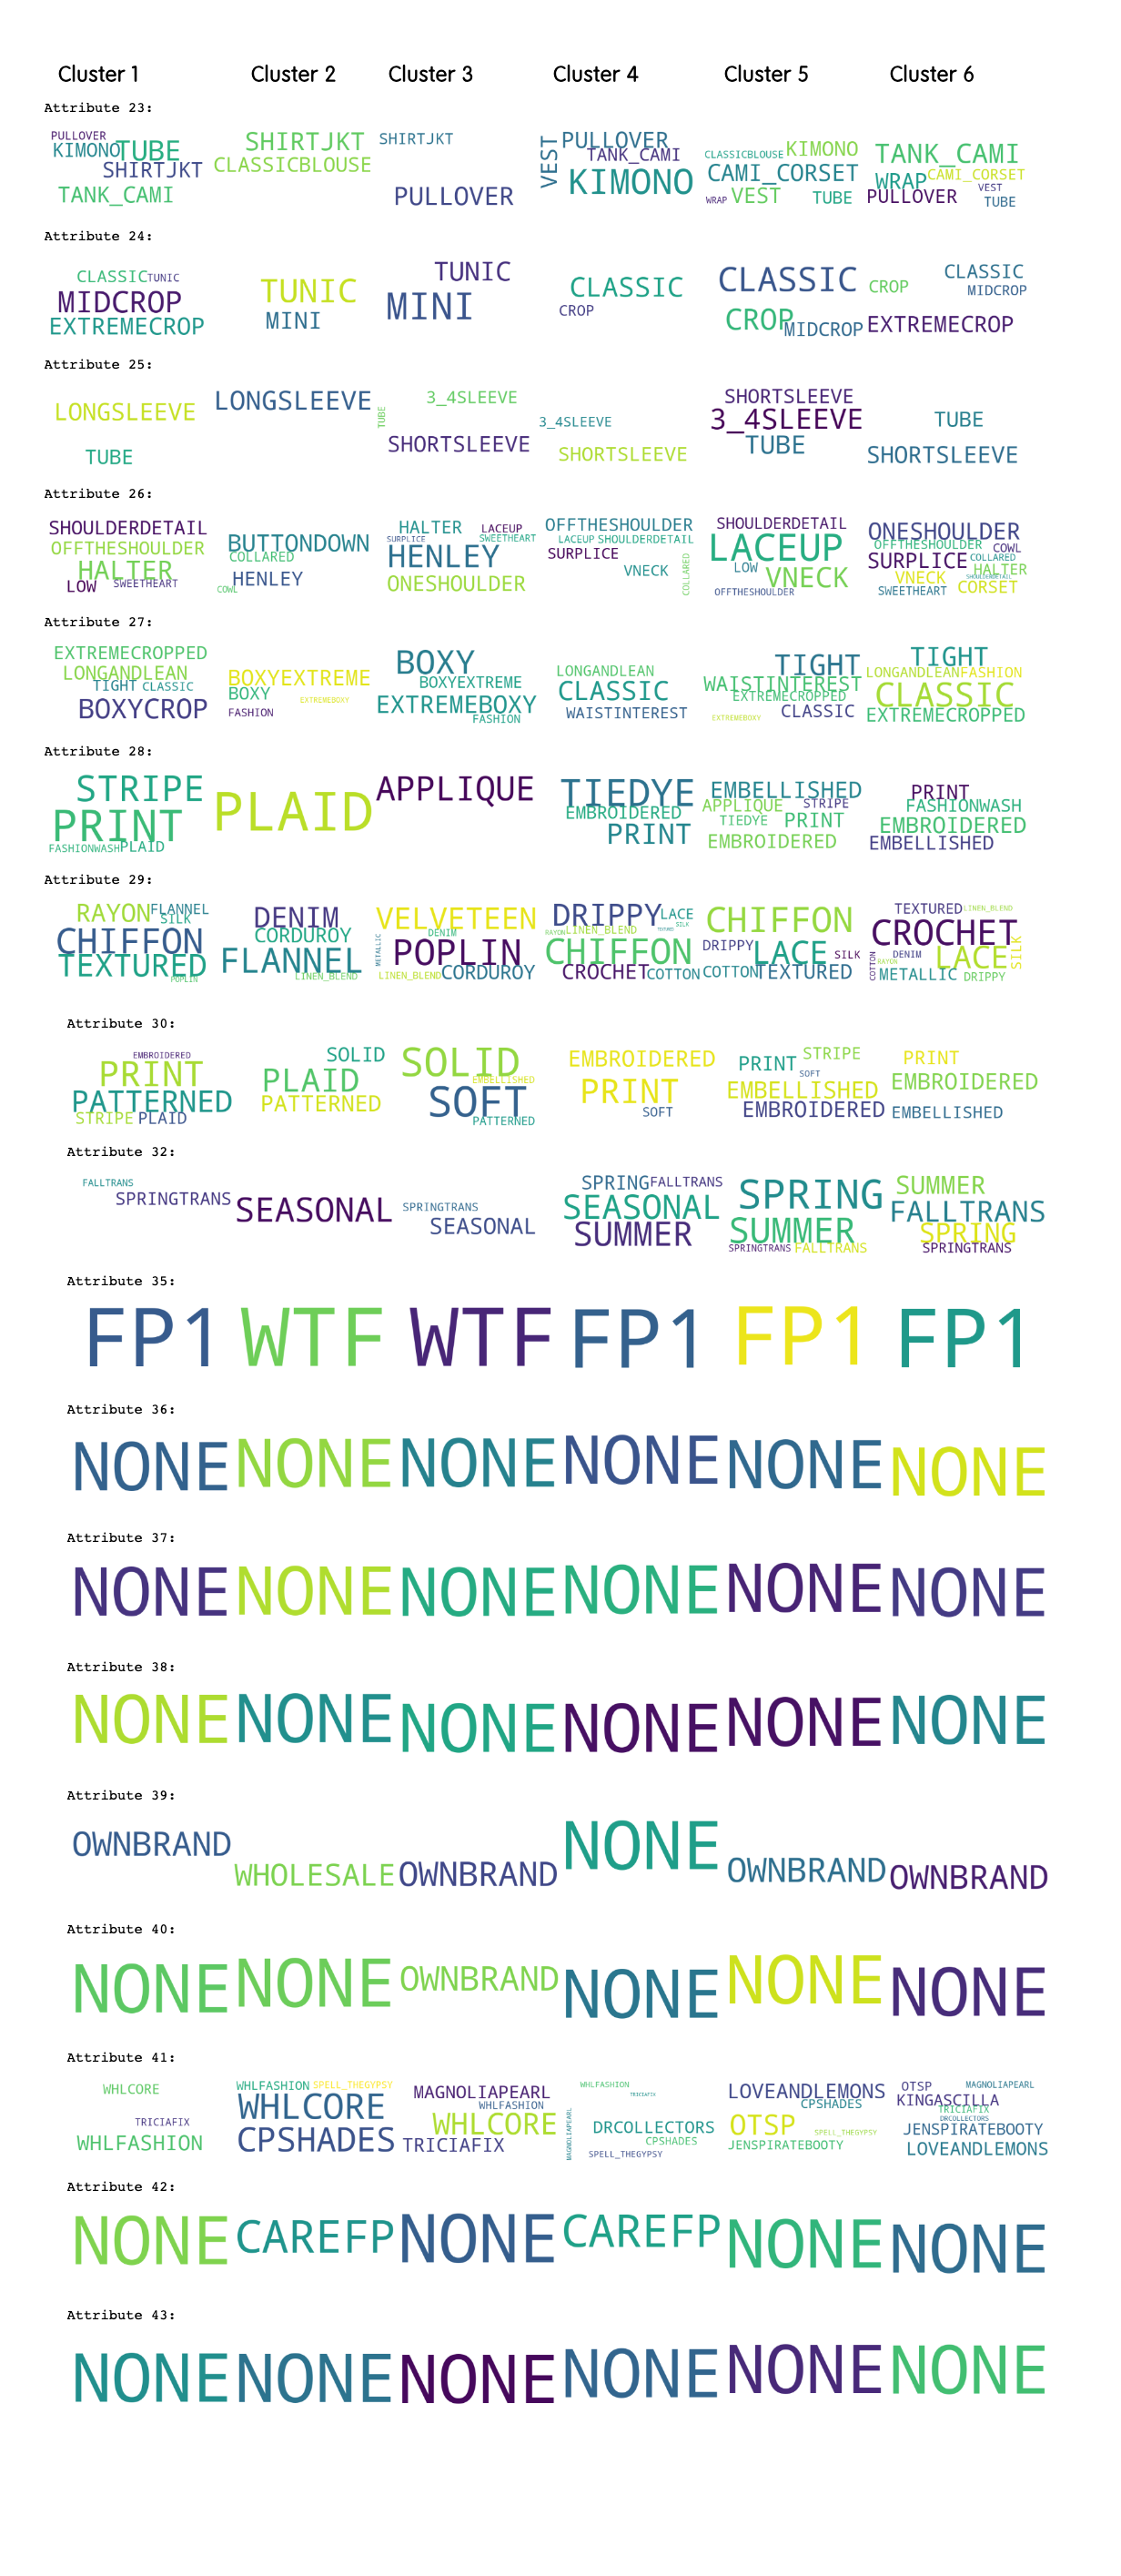 Cluster 1 Cluster 2 Cluster 3 Cluster 4 Cluster 5 Cluster 6
Attribute 23:
PULLOVER KIMONO TUBE SHIRTJKT TANK_CAMI
SHIRTJKT CLASSICBLOUSE
SHIRTJKT PULLOVER
VEST PULLOVER TANK_CAMI KIMONO
CLASSICBLOUSE KIMONO CAMI_CORSET WRAP VEST TUBE
TANK_CAMI WRAP CAMI_CORSET VEST PULLOVER TUBE
Attribute 24:
CLASSIC TUNIC MIDCROP EXTREMECROP
TUNIC MINI
TUNIC MINI
CLASSIC CROP
CLASSIC CROP MIDCROP
CLASSIC CROP MIDCROP EXTREMECROP
Attribute 25:
LONGSLEEVE TUBE
LONGSLEEVE
3_4SLEEVE TUBE SHORTSLEEVE
3_4SLEEVE SHORTSLEEVE
SHORTSLEEVE 3_4SLEEVE TUBE
TUBE SHORTSLEEVE
Attribute 26:
SHOULDERDETAIL OFFTHESHOULDER HALTER LOW SWEETHEART
BUTTONDOWN COLLARED HENLEY COWL
HALTER LACEUP SURPLICE SWEETHEART HENLEY ONESHOULDER
OFFTHESHOULDER LACEUP SHOULDERDETAIL SURPLICE VNECK COLLARED
SHOULDERDETAIL LACEUP LOW VNECK OFFTHESHOULDER
ONESHOULDER OFFTHESHOULDER COWL SURPLICE COLLARED HALTER VNECK SHOULDERDETAIL SWEETHEART CORSET
Attribute 27:
EXTREMECROPPED LONGANDLEAN TIGHT CLASSIC BOXYCROP
BOXYEXTREME BOXY EXTREMEBOXY FASHION
BOXY BOXYEXTREME EXTREMEBOXY FASHION
LONGANDLEAN CLASSIC WAISTINTEREST
TIGHT WAISTINTEREST EXTREMECROPPED CLASSIC EXTREMEBOXY
TIGHT LONGANDLEAN FASHION CLASSIC EXTREMECROPPED
Attribute 28:
STRIPE PRINT FASHIONWASH PLAID
PLAID
APPLIQUE
TIEDYE EMBROIDERED PRINT
EMBELLISHED APPLIQUE STRIPE TIEDYE PRINT EMBROIDERED
PRINT FASHIONWASH EMBROIDERED EMBELLISHED
Attribute 29:
RAYON FLANNEL SILK CHIFFON TEXTURED POPLIN
DENIM CORDUROY FLANNEL LINEN_BLEND
VELVETEEN DENIM METALLIC POPLIN LINEN_BLEND CORDUROY
DRIPPY LACE SILK RAYON LINEN_BLEND TEXTURED CHIFFON CROCHET COTTON
CHIFFON DRIPPY LACE SILK COTTON TEXTURED
TEXTURED LINEN_BLEND CROCHET DENIM LACE SILK COTTON RAYON METALLIC DRIPPY
Attribute 30:
EMBROIDERED PRINT PATTERNED STRIPE PLAID
SOLID PLAID PATTERNED
SOLID EMBELLISHED SOFT PATTERNED
EMBROIDERED PRINT SOFT
PRINT STRIPE SOFT EMBELLISHED EMBROIDERED
PRINT EMBROIDERED EMBELLISHED
Attribute 32:
FALLTRANS SPRINGTRANS
SEASONAL
SPRINGTRANS SEASONAL
SPRING FALLTRANS SEASONAL SUMMER
SPRING SUMMER SPRINGTRANS FALLTRANS
SUMMER FALLTRANS SPRING SPRINGTRANS
Attribute 35:
FP1 WTF WTF FP1 FP1 FP1
Attribute 36:
NONE NONE NONE NONE NONE NONE
Attribute 37:
NONE NONE NONE NONE NONE NONE
Attribute 38:
NONE NONE NONE NONE NONE NONE
Attribute 39:
OWNBRAND WHOLESALE OWNBRAND NONE OWNBRAND OWNBRAND
Attribute 40:
NONE NONE OWNBRAND NONE NONE NONE
Attribute 41:
WHLCORE TRICIAFIX WHLFASHION
WHLFASHION SPELL_THEGYPSY WHLCORE CPSHADES
MAGNOLIAPEARL WHLFASHION WHLCORE TRICIAFIX
WHLFASHION TRICIAFIX MAGNOLIAPEARL DRCOLLECTORS CPSHADES SPELL_THEGYPSY
LOVEANDLEMONS CPSHADES OTSP SPELL_THEGYPSY JENSPIRATEBOOTY
OTSP MAGNOLIAPEARL KINGASCILLA TRICIAFIX DRCOLLECTORS JENSPIRATEBOOTY LOVEANDLEMONS
Attribute 42:
NONE CAREFP NONE CAREFP NONE NONE
Attribute 43:
NONE NONE NONE NONE NONE NONE